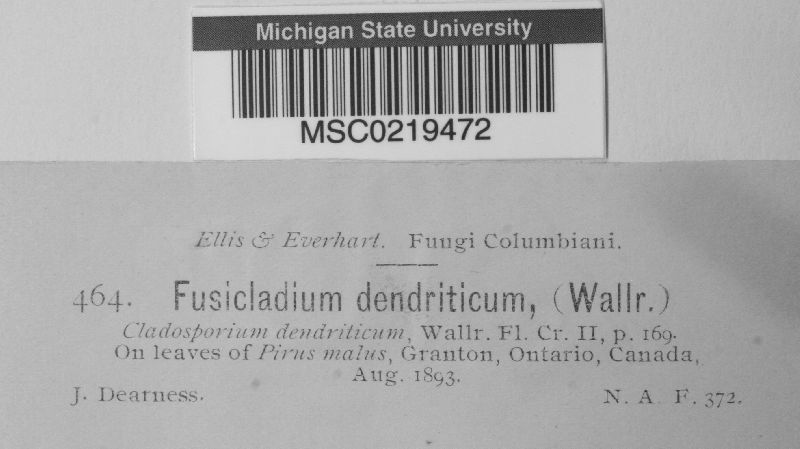 Michigan State University
MSC0219472
Ellis & Everhart. Fungi Columbiani.
464. Fusicladium dendriticum, (Wallr.)
Cladosporium dendriticum, Wallr. Fl. Cr. II, p. 169.
On leaves of Pirus malus, Granton, Ontario, Canada,
Aug. 1893.
J. Dearness. N. A. F. 372.